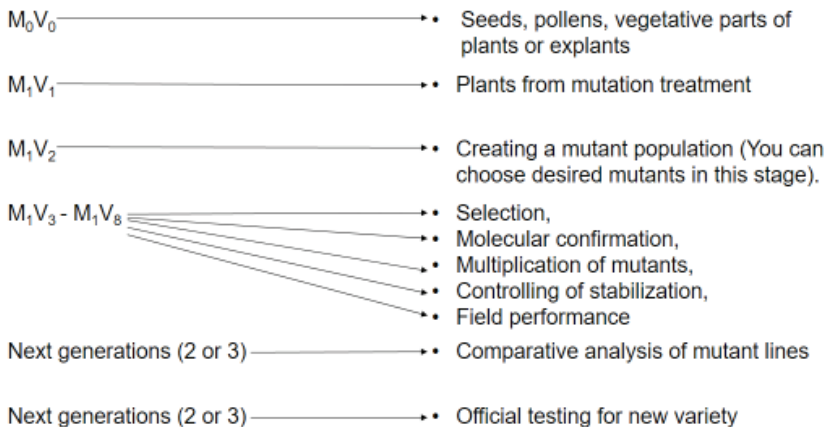 M₀V₀ • Seeds, pollens, vegetative parts of
plants or explants
M₁V₁ • Plants from mutation treatment
M₁V₂ • Creating a mutant population (You can
choose desired mutants in this stage).
M₁V₃ - M₁V₈ • Selection,
• Molecular confirmation,
• Multiplication of mutants,
• Controlling of stabilization,
• Field performance
Next generations (2 or 3) • Comparative analysis of mutant lines
Next generations (2 or 3) • Official testing for new variety